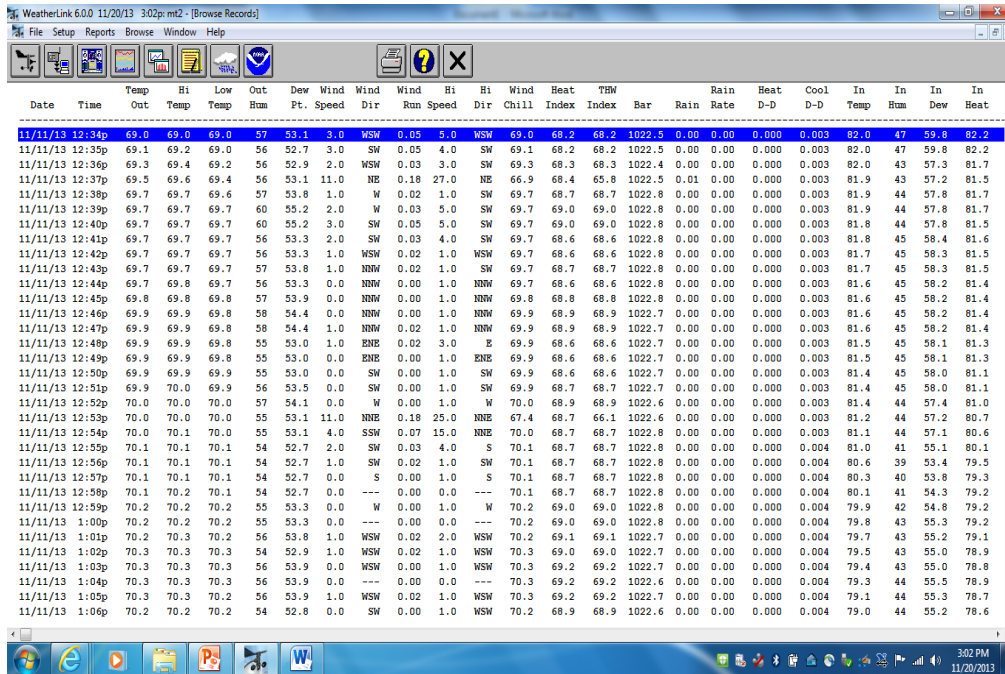 WeatherLink 6.0.0 11/20/13 3:02p: mt2 - [Browse Records]
File Setup Reports Browse Window Help
Temp Hi Low Out Dew Wind Wind Wind Hi Hi Wind Heat THW Rain Heat Cool In In In In
Date Time Out Temp Temp Hum Pt. Speed Dir Run Speed Dir Chill Index Index Bar Rain Rate D-D D-D Temp Hum Dew Heat
11/11/13 12:34p 69.0 69.0 69.0 57 53.1 3.0 WSW 0.05 5.0 WSW 69.0 68.2 68.2 1022.5 0.00 0.00 0.000 0.003 82.0 47 59.8 82.2
11/11/13 12:35p 69.1 69.2 69.0 56 52.7 3.0 SW 0.05 4.0 SW 69.1 68.2 68.2 1022.5 0.00 0.00 0.000 0.003 82.0 47 59.8 82.2
11/11/13 12:36p 69.3 69.4 69.2 56 52.9 2.0 WSW 0.03 3.0 SW 69.3 68.3 68.3 1022.4 0.00 0.00 0.000 0.003 82.0 43 57.3 81.7
11/11/13 12:37p 69.5 69.6 69.4 56 53.1 11.0 NE 0.18 27.0 NE 66.9 68.4 65.8 1022.5 0.01 0.00 0.000 0.003 81.9 43 57.2 81.5
11/11/13 12:38p 69.7 69.7 69.6 57 53.8 1.0 W 0.02 1.0 SW 69.7 68.7 68.7 1022.8 0.00 0.00 0.000 0.003 81.9 44 57.8 81.7
11/11/13 12:39p 69.7 69.7 69.7 60 55.2 2.0 W 0.03 5.0 SW 69.7 69.0 69.0 1022.8 0.00 0.00 0.000 0.003 81.9 44 57.8 81.7
11/11/13 12:40p 69.7 69.7 69.7 60 55.2 3.0 SW 0.05 5.0 SW 69.7 69.0 69.0 1022.8 0.00 0.00 0.000 0.003 81.8 44 57.8 81.5
11/11/13 12:41p 69.7 69.7 69.7 56 53.3 2.0 SW 0.03 4.0 SW 69.7 68.6 68.6 1022.8 0.00 0.00 0.000 0.003 81.8 45 58.4 81.6
11/11/13 12:42p 69.7 69.7 69.7 56 53.3 1.0 WSW 0.02 1.0 WSW 69.7 68.6 68.6 1022.8 0.00 0.00 0.000 0.003 81.7 45 58.3 81.5
11/11/13 12:43p 69.7 69.7 69.7 57 53.8 1.0 NNW 0.02 1.0 SW 69.7 68.7 68.7 1022.8 0.00 0.00 0.000 0.003 81.7 45 58.3 81.5
11/11/13 12:44p 69.7 69.8 69.7 56 53.3 0.0 NNW 0.00 1.0 NNW 69.7 68.6 68.6 1022.8 0.00 0.00 0.000 0.003 81.6 45 58.2 81.4
11/11/13 12:45p 69.8 69.8 69.8 57 53.9 0.0 NNW 0.00 1.0 NNW 69.8 68.8 68.8 1022.8 0.00 0.00 0.000 0.003 81.6 45 58.2 81.4
11/11/13 12:46p 69.9 69.9 69.8 58 54.4 0.0 NNW 0.00 1.0 NNW 69.9 68.9 68.9 1022.7 0.00 0.00 0.000 0.003 81.6 45 58.2 81.4
11/11/13 12:47p 69.9 69.9 69.8 58 54.4 1.0 NNW 0.02 1.0 NNW 69.9 68.9 68.9 1022.7 0.00 0.00 0.000 0.003 81.6 45 58.2 81.4
11/11/13 12:48p 69.9 69.9 69.8 55 53.0 1.0 ENE 0.02 3.0 E 69.9 68.6 68.6 1022.7 0.00 0.00 0.000 0.003 81.5 45 58.1 81.3
11/11/13 12:49p 69.9 69.9 69.8 55 53.0 0.0 ENE 0.00 1.0 ENE 69.9 68.6 68.6 1022.7 0.00 0.00 0.000 0.003 81.5 45 58.1 81.3
11/11/13 12:50p 69.9 69.9 69.9 55 53.0 0.0 SW 0.00 1.0 SW 69.9 68.6 68.6 1022.7 0.00 0.00 0.000 0.003 81.4 45 58.0 81.1
11/11/13 12:51p 69.9 70.0 69.9 56 53.5 0.0 SW 0.00 1.0 SW 69.9 68.7 68.7 1022.7 0.00 0.00 0.000 0.003 81.4 45 58.0 81.1
11/11/13 12:52p 70.0 70.0 70.0 57 54.1 0.0 W 0.00 1.0 W 70.0 68.9 68.9 1022.6 0.00 0.00 0.000 0.003 81.4 44 57.4 81.0
11/11/13 12:53p 70.0 70.0 70.0 55 53.1 11.0 NNE 0.18 25.0 NNE 67.4 68.7 66.1 1022.6 0.00 0.00 0.000 0.003 81.2 44 57.2 80.7
11/11/13 12:54p 70.0 70.1 70.0 55 53.1 4.0 SSW 0.07 15.0 NNE 70.0 68.7 68.7 1022.8 0.00 0.00 0.000 0.003 81.1 44 57.1 80.6
11/11/13 12:55p 70.1 70.1 70.1 54 52.7 2.0 SW 0.03 4.0 S 70.1 68.7 68.7 1022.8 0.00 0.00 0.000 0.004 81.0 41 55.1 80.1
11/11/13 12:56p 70.1 70.1 70.1 54 52.7 1.0 SW 0.02 1.0 SW 70.1 68.7 68.7 1022.8 0.00 0.00 0.000 0.004 80.6 39 53.4 79.5
11/11/13 12:57p 70.1 70.1 70.1 54 52.7 0.0 S 0.00 1.0 S 70.1 68.7 68.7 1022.8 0.00 0.00 0.000 0.004 80.3 40 53.8 79.3
11/11/13 12:58p 70.1 70.2 70.1 54 52.7 0.0 --- 0.00 0.0 --- 70.1 68.7 68.7 1022.8 0.00 0.00 0.000 0.004 80.1 41 54.3 79.2
11/11/13 12:59p 70.2 70.2 70.2 55 53.3 0.0 W 0.00 1.0 W 70.2 69.0 69.0 1022.8 0.00 0.00 0.000 0.004 79.9 42 54.8 79.2
11/11/13 1:00p 70.2 70.2 70.2 55 53.3 0.0 --- 0.00 0.0 --- 70.2 69.0 69.0 1022.8 0.00 0.00 0.000 0.004 79.8 43 55.3 79.2
11/11/13 1:01p 70.2 70.3 70.2 56 53.8 1.0 WSW 0.02 2.0 WSW 70.2 69.1 69.1 1022.7 0.00 0.00 0.000 0.004 79.7 43 55.2 79.1
11/11/13 1:02p 70.3 70.3 70.3 54 52.9 1.0 WSW 0.02 1.0 WSW 70.3 69.0 69.0 1022.7 0.00 0.00 0.000 0.004 79.5 43 55.0 78.9
11/11/13 1:03p 70.3 70.3 70.3 56 53.9 0.0 WSW 0.00 1.0 WSW 70.3 69.2 69.2 1022.7 0.00 0.00 0.000 0.004 79.4 43 55.0 78.8
11/11/13 1:04p 70.3 70.3 70.3 56 53.9 0.0 --- 0.00 0.0 --- 70.3 69.2 69.2 1022.6 0.00 0.00 0.000 0.004 79.3 44 55.5 78.9
11/11/13 1:05p 70.3 70.3 70.2 56 53.9 1.0 WSW 0.02 1.0 WSW 70.3 69.2 69.2 1022.7 0.00 0.00 0.000 0.004 79.1 44 55.3 78.7
11/11/13 1:06p 70.2 70.2 70.2 54 52.8 0.0 SW 0.00 1.0 WSW 70.2 68.9 68.9 1022.6 0.00 0.00 0.000 0.004 79.0 44 55.2 78.6
3:02 PM
11/20/2013